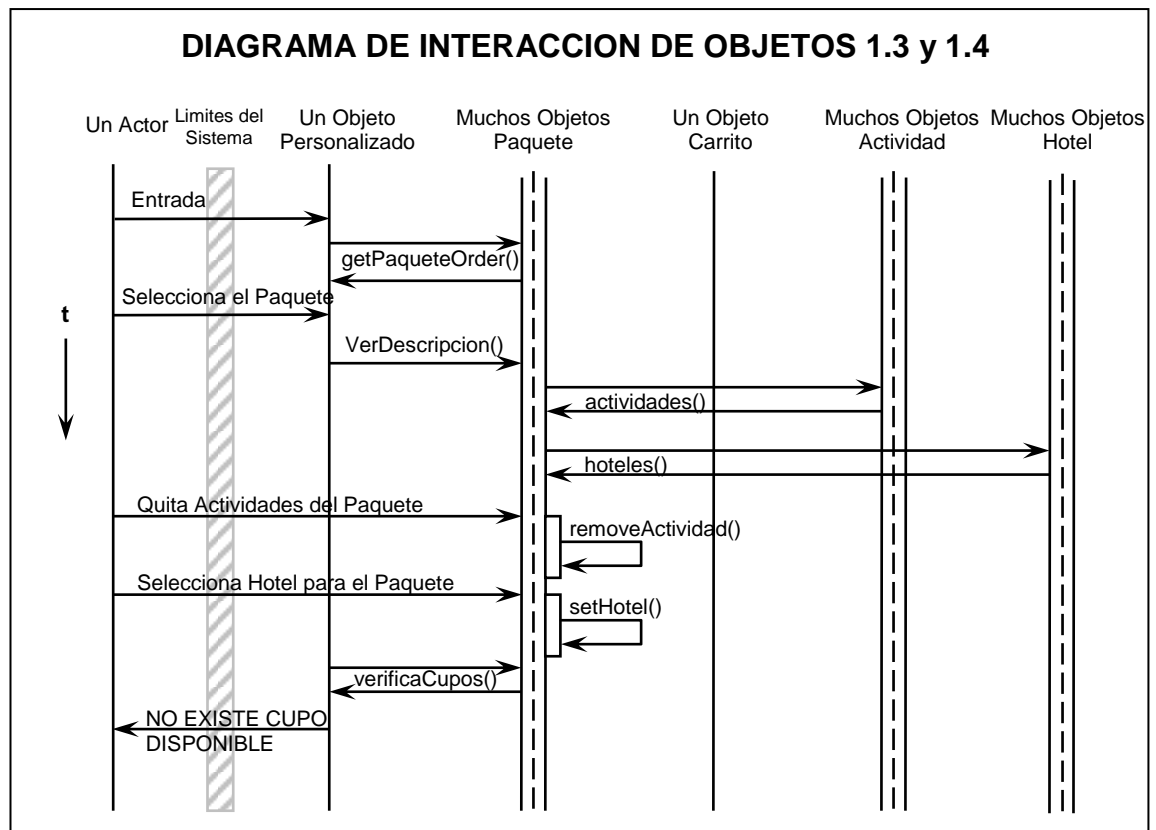 DIAGRAMA DE INTERACCION DE OBJETOS 1.3 y 1.4
Un Actor
Limites del
Sistema
Un Objeto
Personalizado
Muchos Objetos
Paquete
Un Objeto
Carrito
Muchos Objetos
Actividad
Muchos Objetos
Hotel
Entrada
getPaqueteOrder()
Selecciona el Paquete
t
VerDescripcion()
actividades()
hoteles()
Quita Actividades del Paquete
removeActividad()
Selecciona Hotel para el Paquete
setHotel()
verificaCupos()
NO EXISTE CUPO
DISPONIBLE